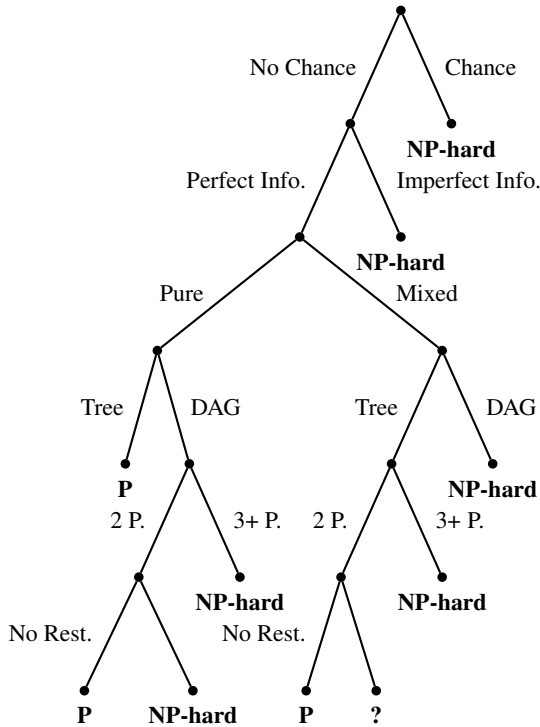 No Chance Chance
NP-hard
Perfect Info. Imperfect Info.
NP-hard
Pure Mixed
Tree DAG Tree DAG
P NP-hard
2 P. 3+ P. 2 P. 3+ P.
NP-hard NP-hard
No Rest. No Rest.
P NP-hard P ?